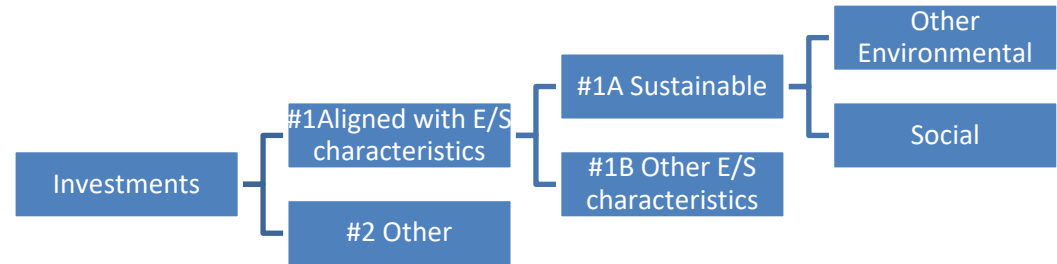 Investments
#1Aligned with E/S
characteristics
#2 Other
#1A Sustainable
#1B Other E/S
characteristics
Other
Environmental
Social